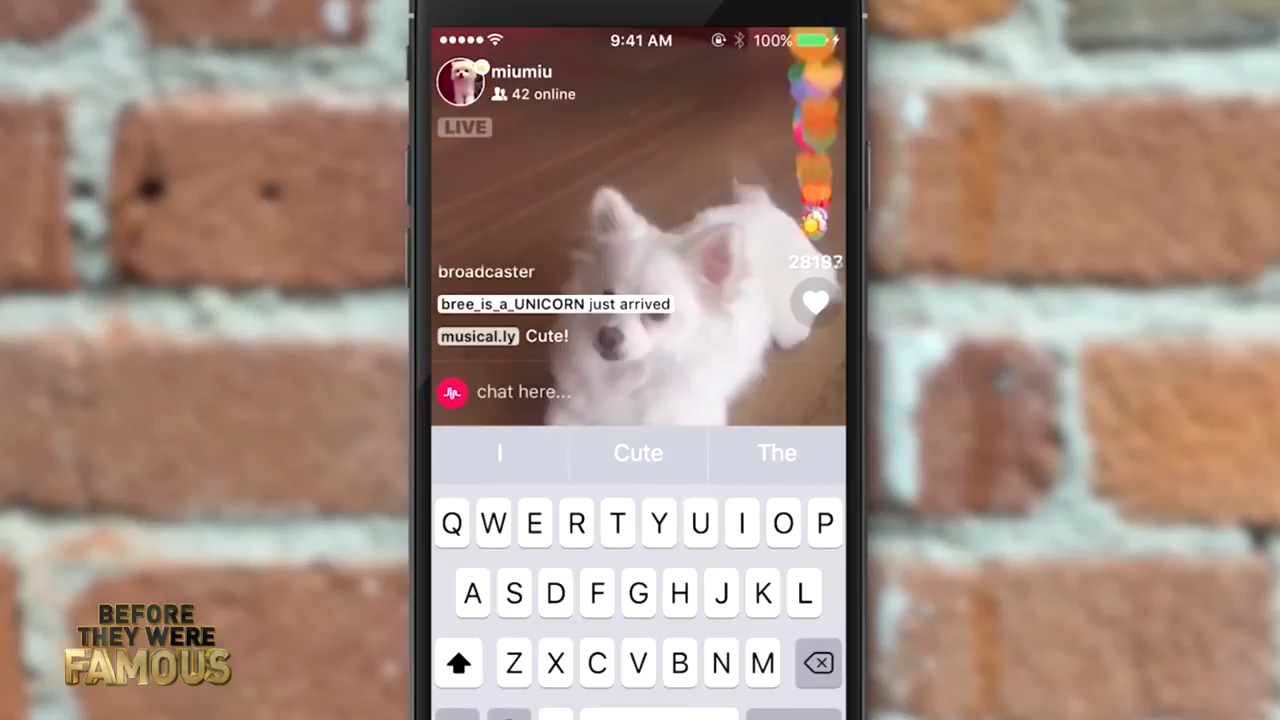 9:41 AM
100%
miumiu
42 online
LIVE
28187
broadcaster
bree_is_a_UNICORN just arrived
musical.ly Cute!
chat here...
I Cute The
Q W E R T Y U I O P
A S D F G H J K L
Z X C V B N M
BEFORE
THEY WERE
FAMOUS